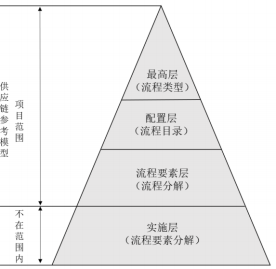 供应链参考模型
项目范围
不在范围内
最高层
（流程类型）
配置层
（流程目录）
流程要素层
（流程分解）
实施层
（流程要素分解）